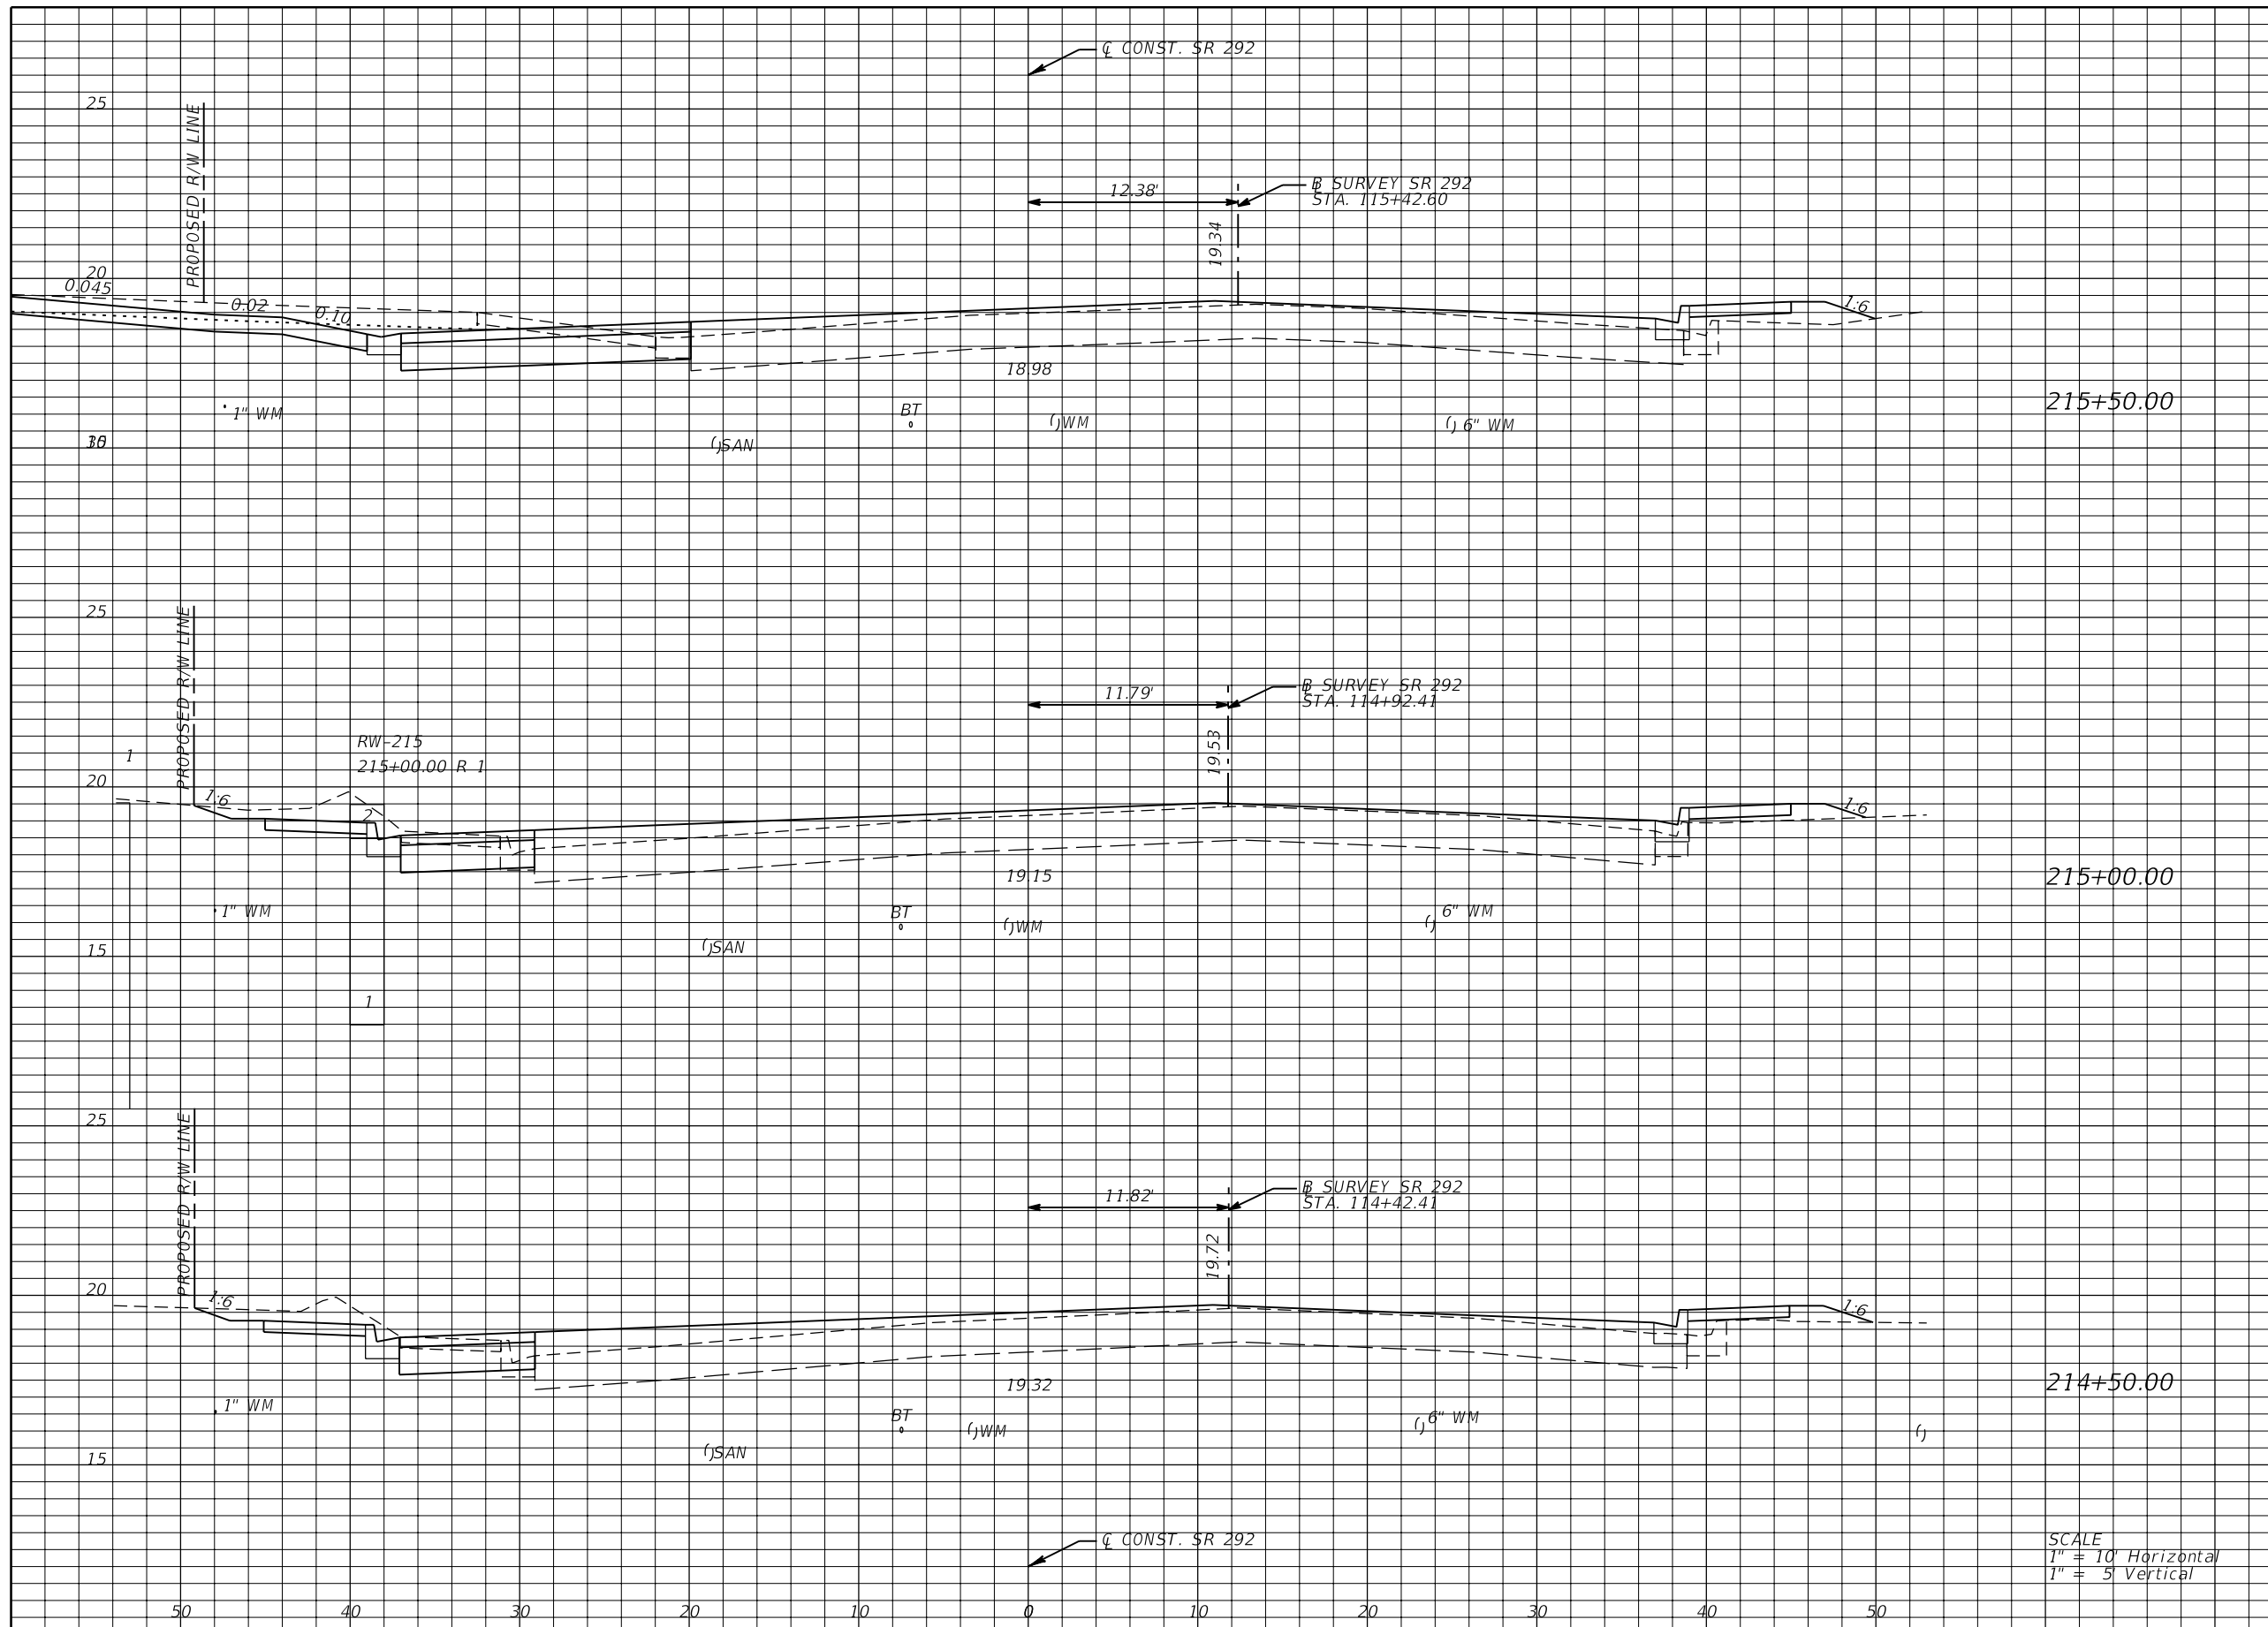 ℄ CONST. SR 292
25
PROPOSED R/W LINE
12.38'
B̵L SURVEY SR 292
STA. 115+42.60
19.34
20
0.045
0.02
0.10
1:6
18.98
215+50.00
1" WM
BT
WM
6" WM
SAN
25
PROPOSED R/W LINE
11.79'
B̵L SURVEY SR 292
STA. 114+92.41
19.53
RW-215
215+00.00 R 1
1
20
1:6
2
1:6
19.15
215+00.00
1" WM
BT
WM
6" WM
SAN
15
1
25
PROPOSED R/W LINE
11.82'
B̵L SURVEY SR 292
STA. 114+42.41
19.72
20
1:6
1:6
19.32
214+50.00
1" WM
BT
WM
6" WM
SAN
15
℄ CONST. SR 292
SCALE
1" = 10' Horizontal
1" = 5' Vertical
50 40 30 20 10 0 10 20 30 40 50